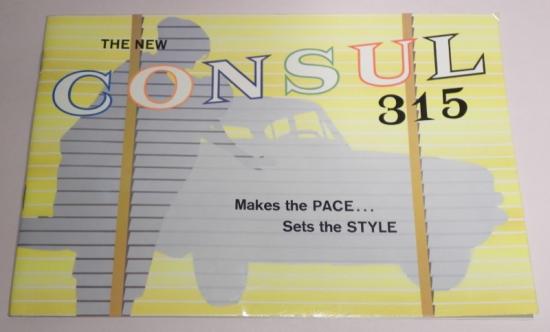 THE NEW
CONSUL
315
Makes the PACE...
Sets the STYLE